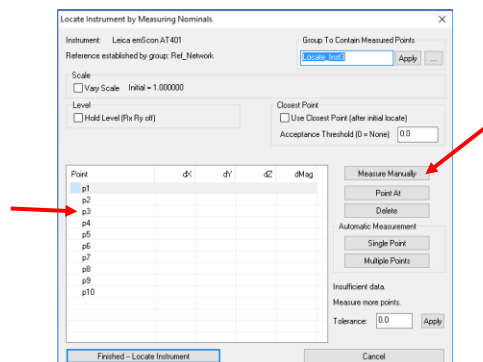 Locate Instrument by Measuring Nominals
Instrument: Leica emScon AT401
Reference established by group: Ref_Network
Group To Contain Measured Points
Locate_Inst3
Apply
...
Scale
Vary Scale Initial = 1.000000
Level
Hold Level (Rx Ry off)
Closest Point
Use Closest Point (after initial locate)
Acceptance Threshold (0 = None) 0.0
Point dX dY dZ dMag
p1
p2
p3
p4
p5
p6
p7
p8
p9
p10
Measure Manually
Point At
Delete
Automatic Measurement
Single Point
Multiple Points
Insufficient data.
Measure more points.
Tolerance: 0.0 Apply
Finished -- Locate Instrument
Cancel